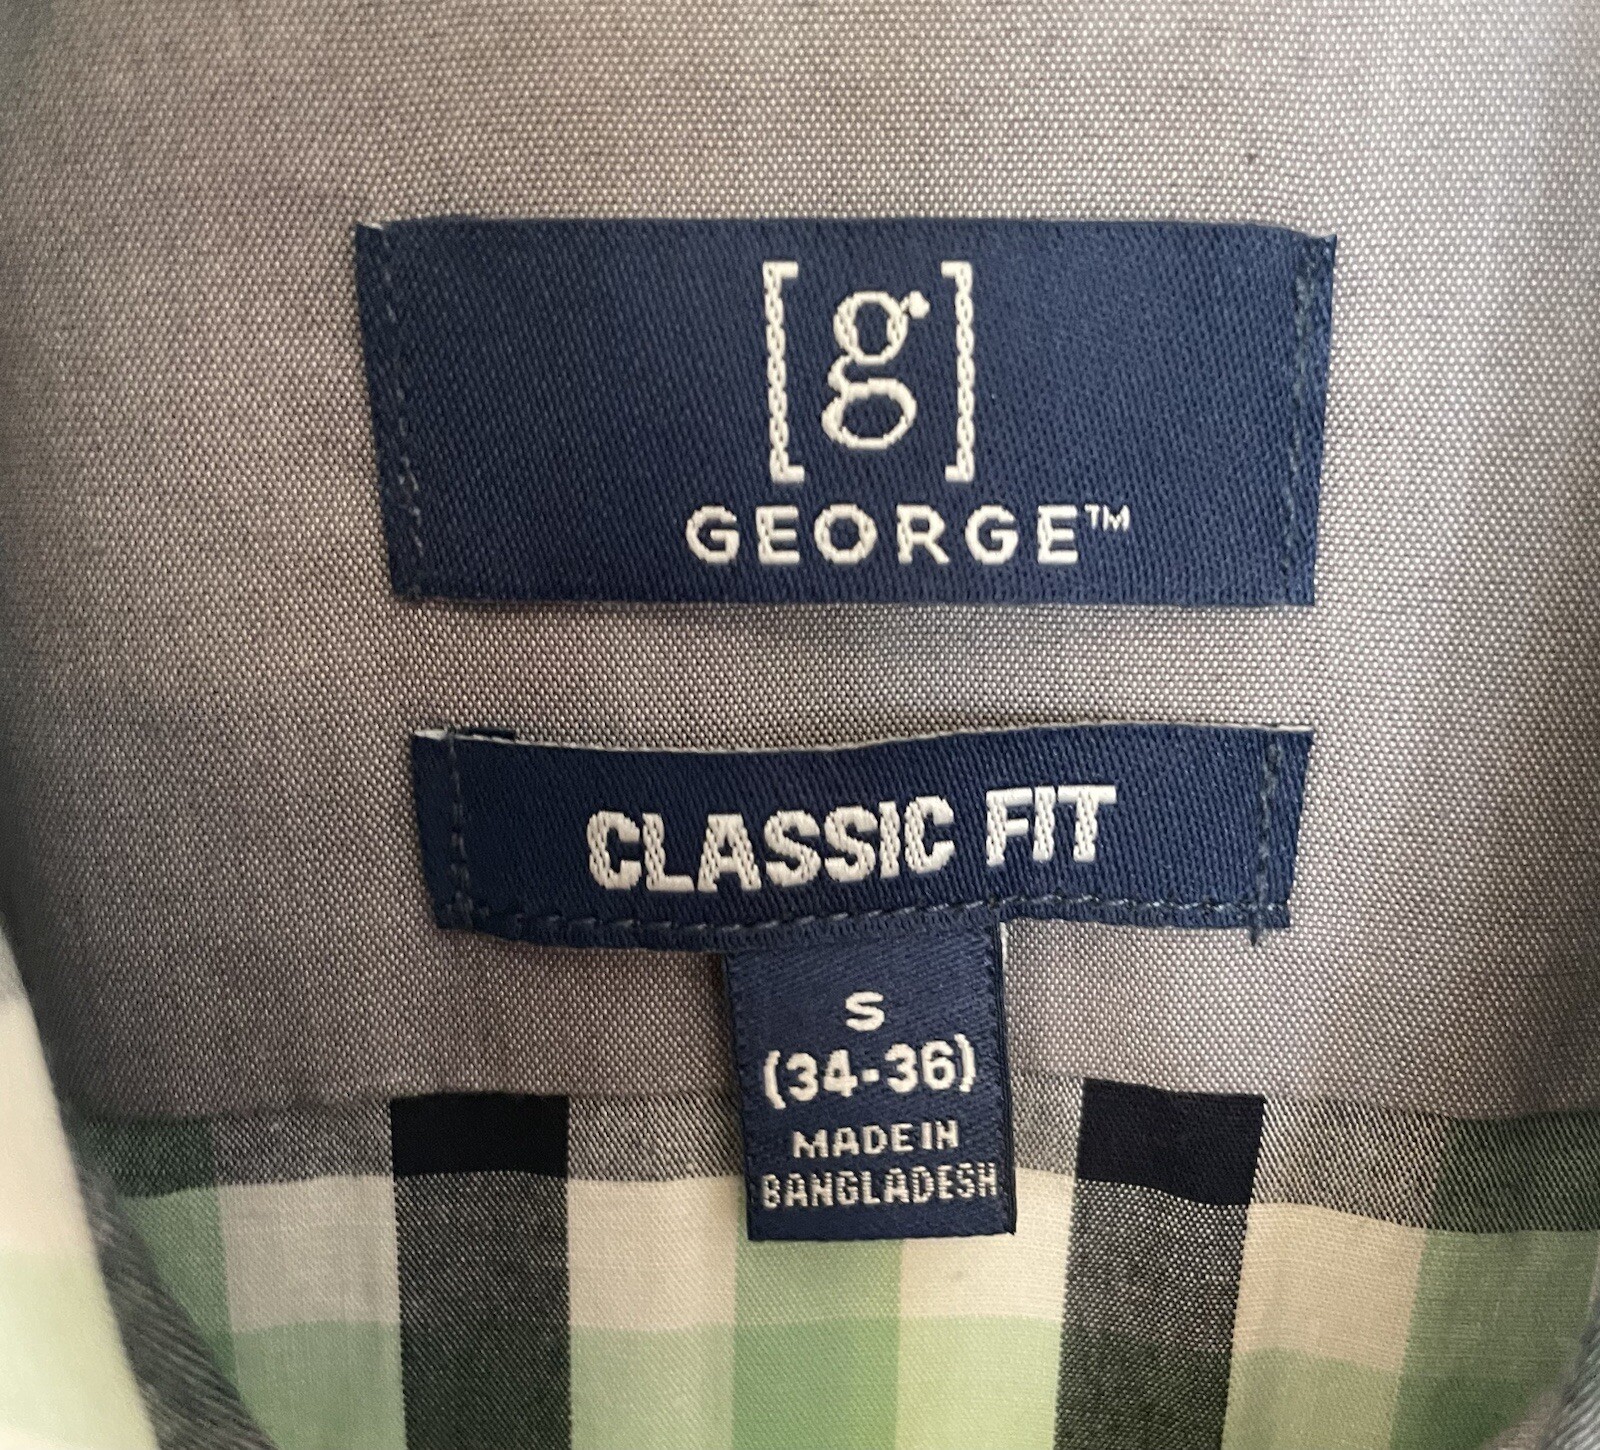 [g]
GEORGE™
CLASSIC FIT
S
(34-36)
MADE IN
BANGLADESH